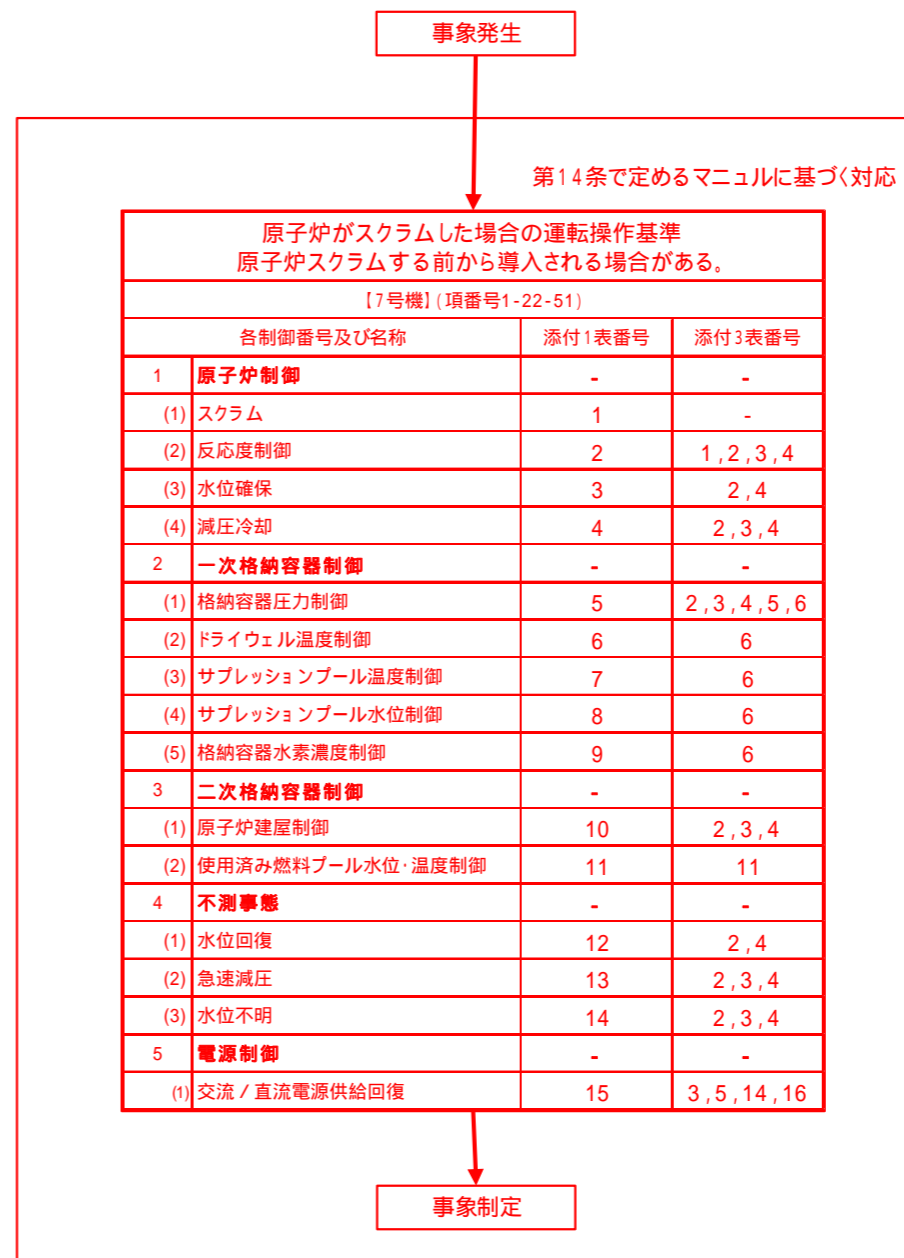 事象発生
第14条で定めるマニュルに基づく対応
原子炉がスクラムした場合の運転操作基準
原子炉スクラムする前から導入される場合がある。
【7号機】(項番号1-22-51)
各制御番号及び名称 添付1表番号 添付3表番号
1 原子炉制御 - -
(1) スクラム 1 -
(2) 反応度制御 2 1,2,3,4
(3) 水位確保 3 2,4
(4) 減圧冷却 4 2,3,4
2 一次格納容器制御 - -
(1) 格納容器圧力制御 5 2,3,4,5,6
(2) ドライウェル温度制御 6 6
(3) サプレッションプール温度制御 7 6
(4) サプレッションプール水位制御 8 6
(5) 格納容器水素濃度制御 9 6
3 二次格納容器制御 - -
(1) 原子炉建屋制御 10 2,3,4
(2) 使用済み燃料プール水位・温度制御 11 11
4 不測事態 - -
(1) 水位回復 12 2,4
(2) 急速減圧 13 2,3,4
(3) 水位不明 14 2,3,4
5 電源制御 - -
(1) 交流/直流電源供給回復 15 3,5,14,16
事象制定